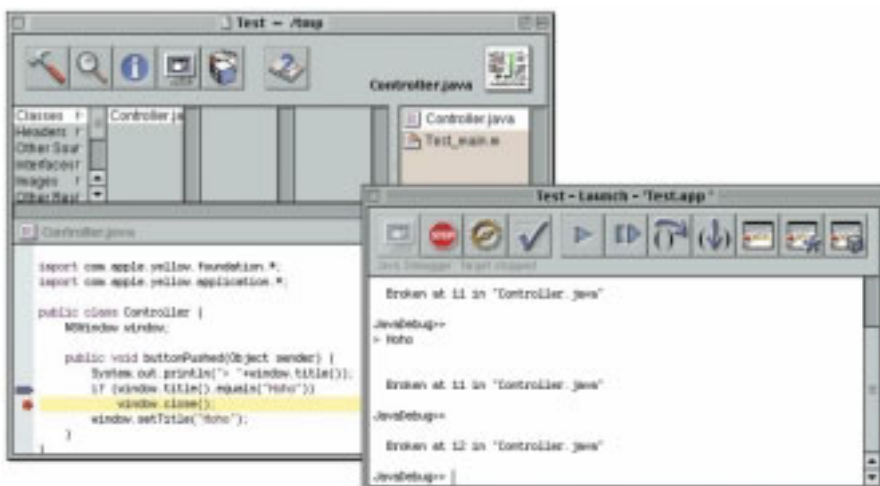 Test — /tmp
Controller.java
Classes
Headers
Other Sour
Interfaces
Images
Other Res
Controller.ja
Controller.java
Test_main.m
Controller.java
import com.apple.yellow.foundation.*;
import com.apple.yellow.application.*;
public class Controller {
NSWindow window;
public void buttonPushed(Object sender) {
System.out.println("> "+window.title());
if (window.title().equals("Hoho"))
window.close();
window.setTitle("Hoho");
}
}
Test - Launch - "Test.app "
STOP
Java Debugger: Target stopped
Broken at 11 in "Controller.java"
JavaDebug>>
> Hoho
Broken at 11 in "Controller.java"
JavaDebug>>
Broken at 12 in "Controller.java"
JavaDebug>>